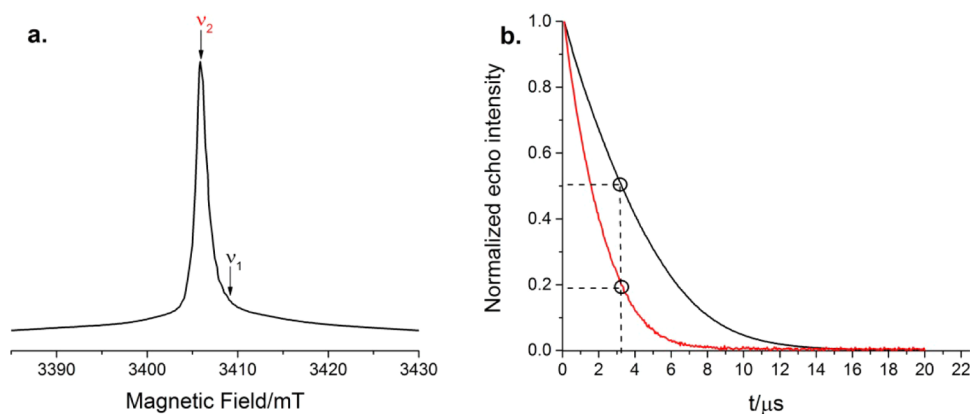 a.
ν₂
ν₁
3390 3400 3410 3420 3430
Magnetic Field/mT
b.
Normalized echo intensity
1.0
0.8
0.6
0.4
0.2
0.0
0 2 4 6 8 10 12 14 16 18 20 22
t/μs